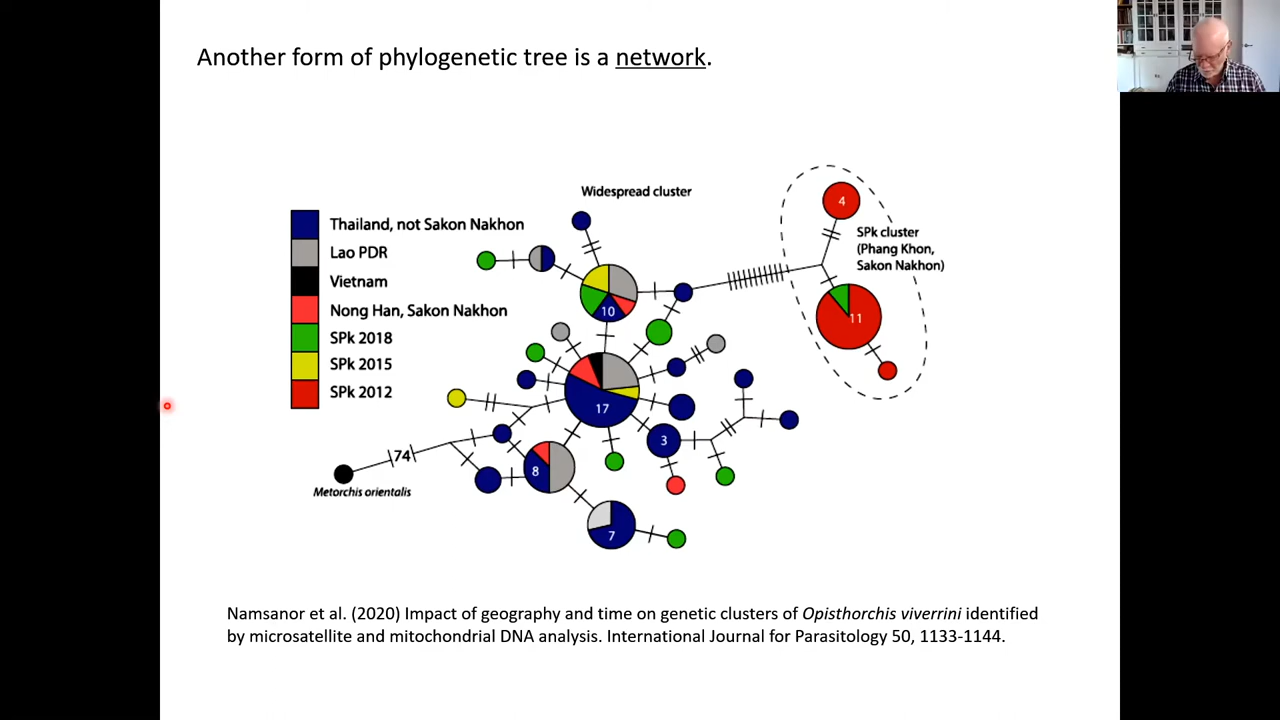 Another form of phylogenetic tree is a network.
Widespread cluster
4
Thailand, not Sakon Nakhon
SPk cluster
(Phang Khon,
Sakon Nakhon)
Lao PDR
Vietnam
Nong Han, Sakon Nakhon
10
11
SPk 2018
SPk 2015
SPk 2012
17
3
74
8
Metorchis orientalis
7
Namsanor et al. (2020) Impact of geography and time on genetic clusters of Opisthorchis viverrini identified
by microsatellite and mitochondrial DNA analysis. International Journal for Parasitology 50, 1133-1144.